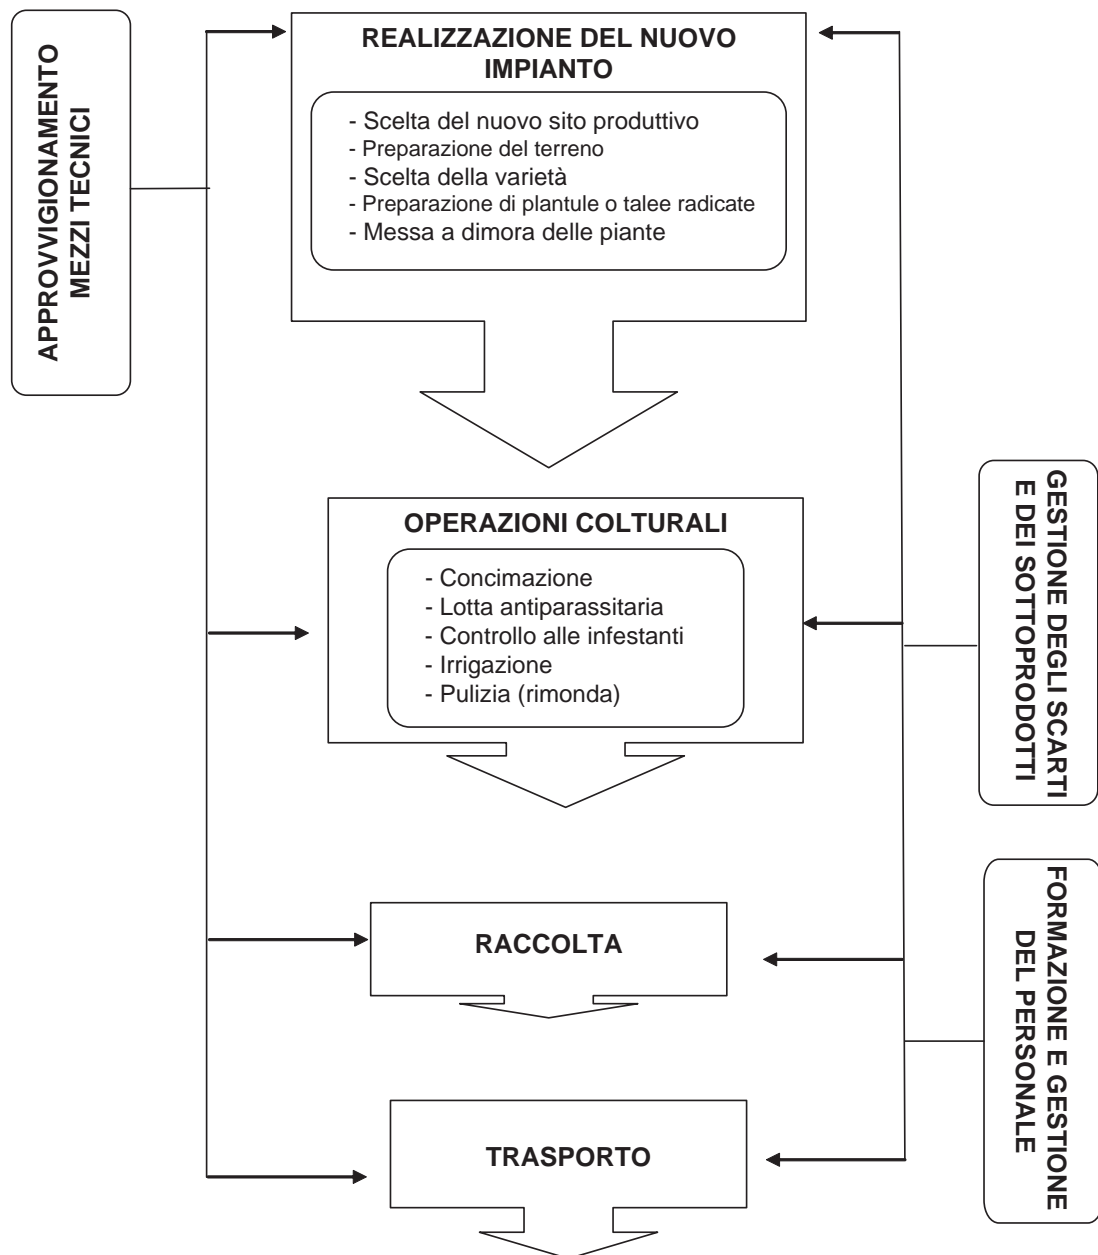 APPROVVIGIONAMENTO
MEZZI TECNICI
REALIZZAZIONE DEL NUOVO
IMPIANTO
- Scelta del nuovo sito produttivo
- Preparazione del terreno
- Scelta della varietà
- Preparazione di plantule o talee radicate
- Messa a dimora delle piante
OPERAZIONI COLTURALI
- Concimazione
- Lotta antiparassitaria
- Controllo alle infestanti
- Irrigazione
- Pulizia (rimonda)
GESTIONE DEGLI SCARTI
E DEI SOTTOPRODOTTI
RACCOLTA
FORMAZIONE E GESTIONE
DEL PERSONALE
TRASPORTO